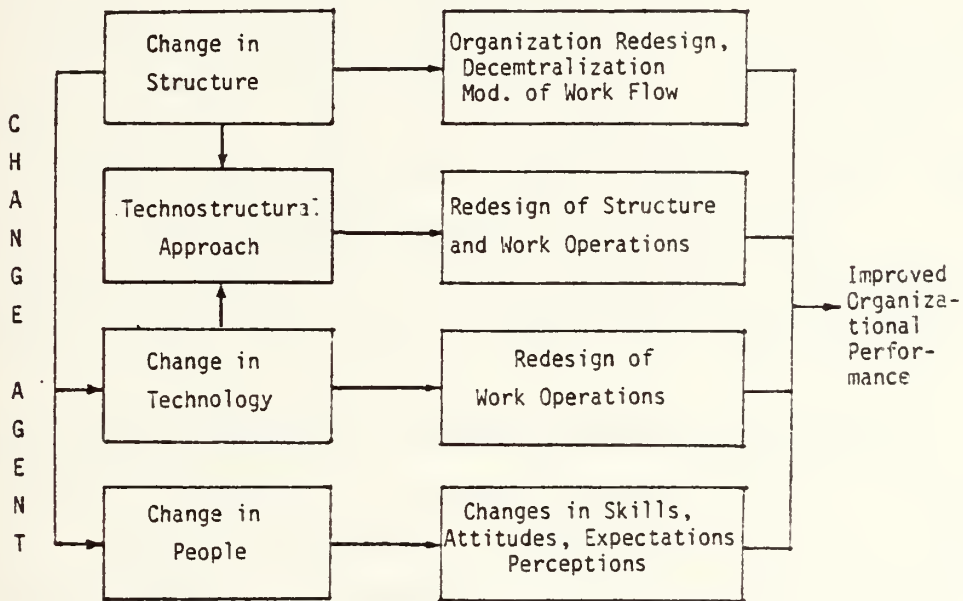 CHANGE AGENT
Change in
Structure
Organization Redesign,
Decemtralization
Mod. of Work Flow
Technostructural
Approach
Redesign of Structure
and Work Operations
Change in
Technology
Redesign of
Work Operations
Change in
People
Changes in Skills,
Attitudes, Expectations
Perceptions
Improved
Organiza-
tional
Perfor-
mance